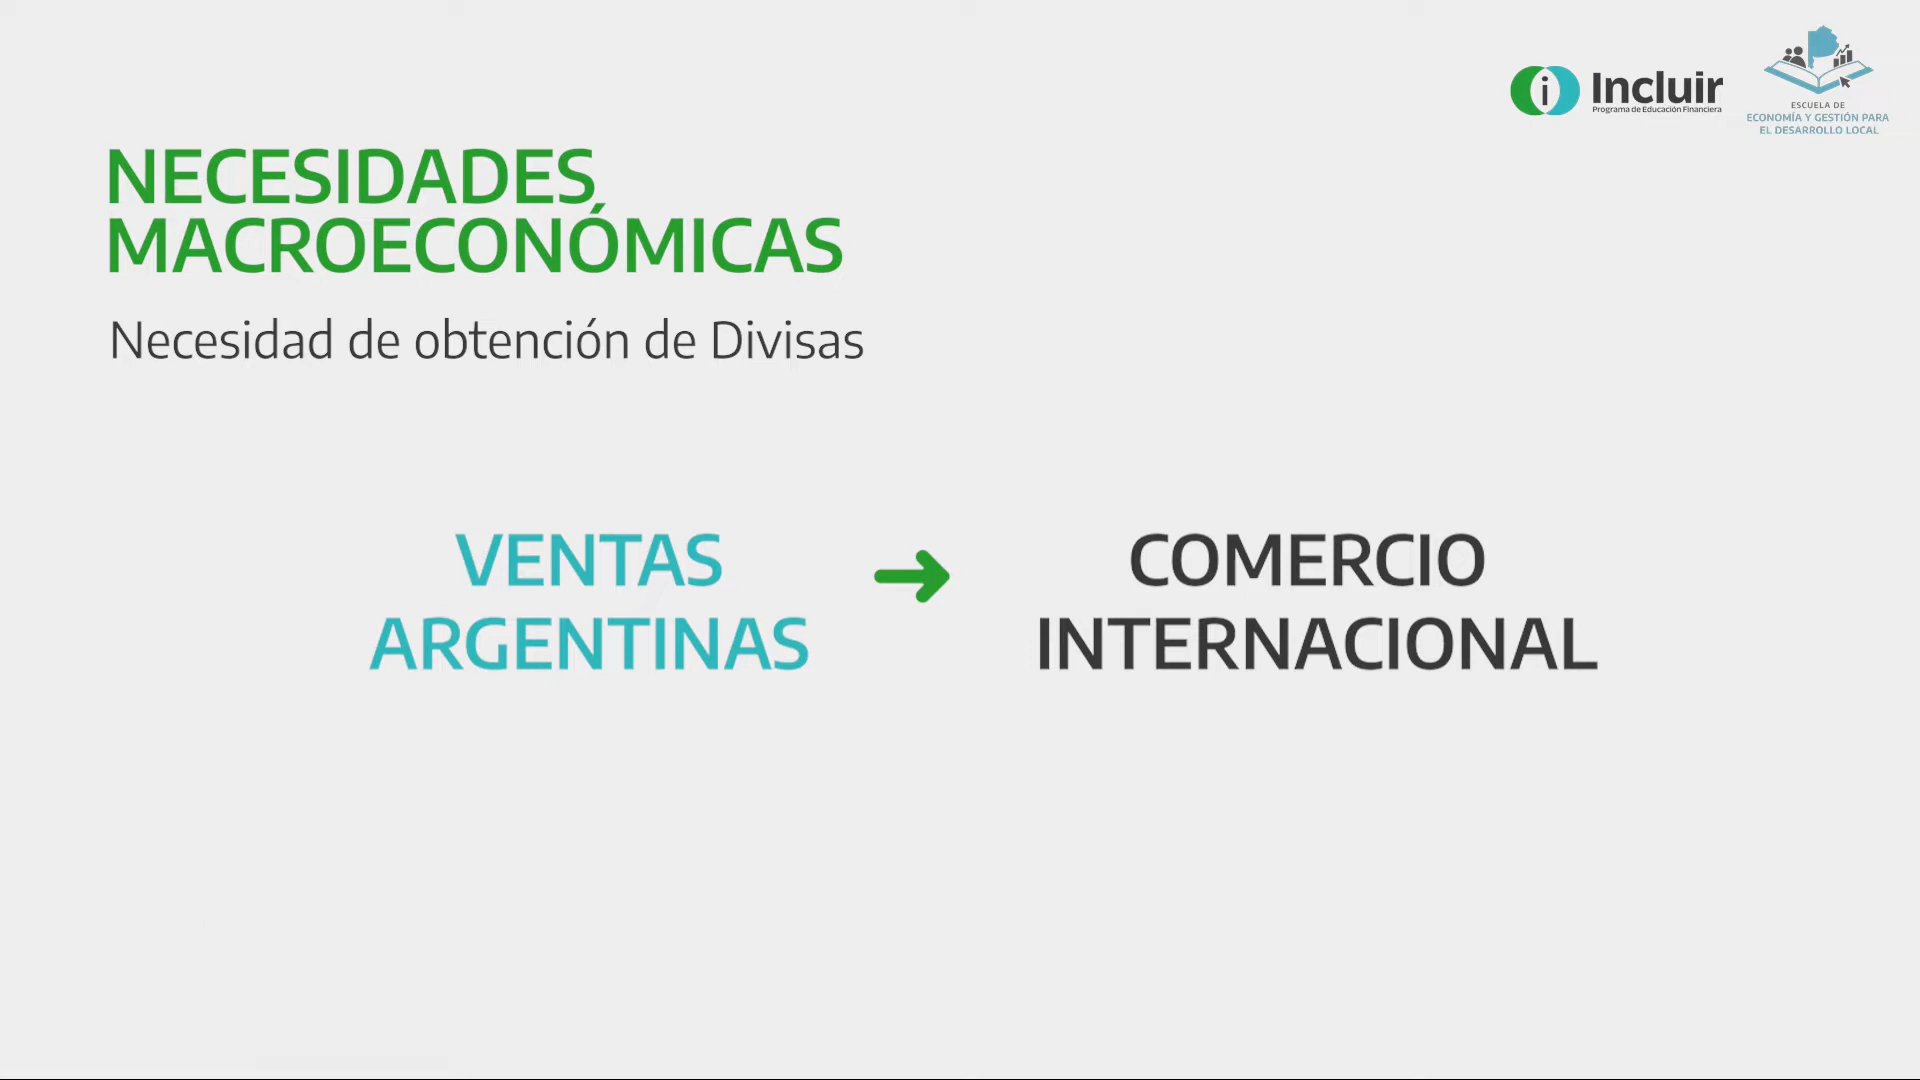 Incluir
Programa de Educación Financiera
ESCUELA DE
ECONOMÍA Y GESTIÓN PARA
EL DESARROLLO LOCAL
NECESIDADES
MACROECONÓMICAS
Necesidad de obtención de Divisas
VENTAS
ARGENTINAS
COMERCIO
INTERNACIONAL